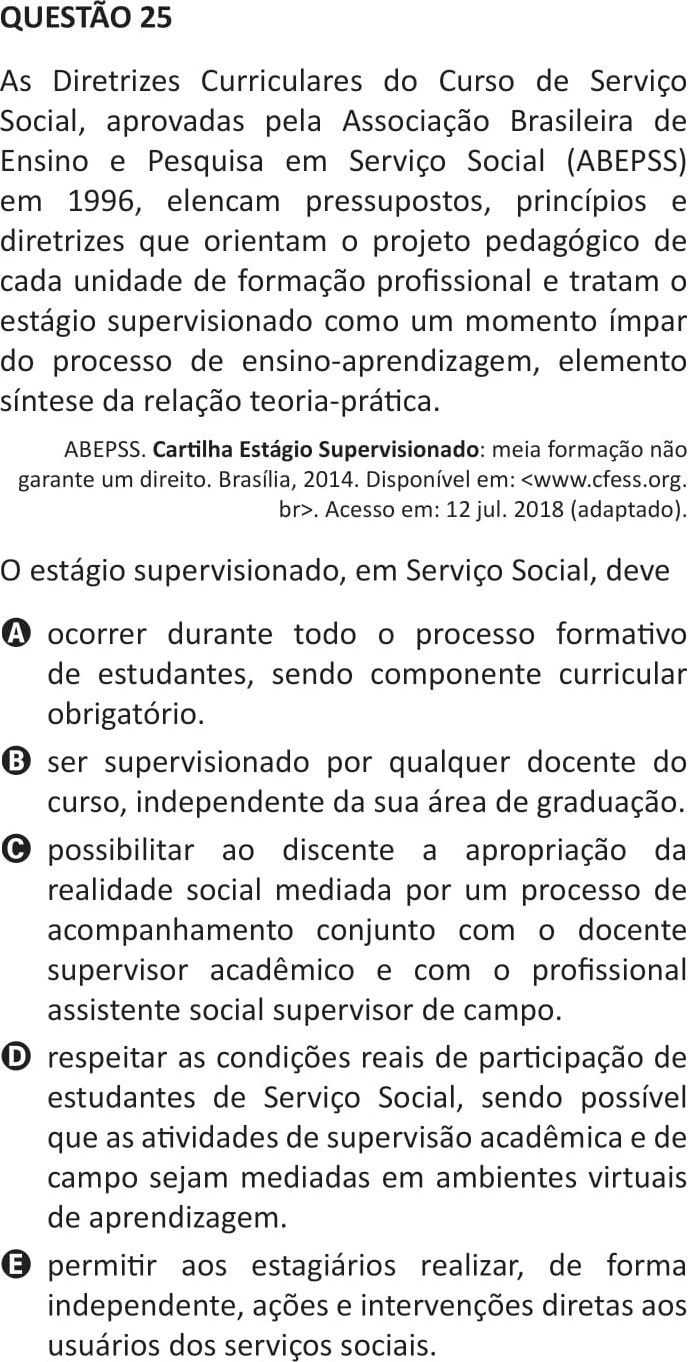 QUESTÃO 25
As Diretrizes Curriculares do Curso de Serviço
Social, aprovadas pela Associação Brasileira de
Ensino e Pesquisa em Serviço Social (ABEPSS)
em 1996, elencam pressupostos, princípios e
diretrizes que orientam o projeto pedagógico de
cada unidade de formação profissional e tratam o
estágio supervisionado como um momento ímpar
do processo de ensino-aprendizagem, elemento
síntese da relação teoria-prática.
ABEPSS. Cartilha Estágio Supervisionado: meia formação não
garante um direito. Brasília, 2014. Disponível em: <www.cfess.org.
br>. Acesso em: 12 jul. 2018 (adaptado).
O estágio supervisionado, em Serviço Social, deve
A ocorrer durante todo o processo formativo
de estudantes, sendo componente curricular
obrigatório.
B ser supervisionado por qualquer docente do
curso, independente da sua área de graduação.
C possibilitar ao discente a apropriação da
realidade social mediada por um processo de
acompanhamento conjunto com o docente
supervisor acadêmico e com o profissional
assistente social supervisor de campo.
D respeitar as condições reais de participação de
estudantes de Serviço Social, sendo possível
que as atividades de supervisão acadêmica e de
campo sejam mediadas em ambientes virtuais
de aprendizagem.
E permitir aos estagiários realizar, de forma
independente, ações e intervenções diretas aos
usuários dos serviços sociais.